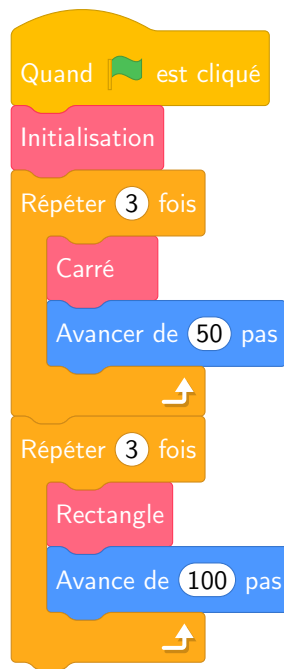 Quand est cliqué
Initialisation
Répéter 3 fois
Carré
Avancer de 50 pas
Répéter 3 fois
Rectangle
Avance de 100 pas